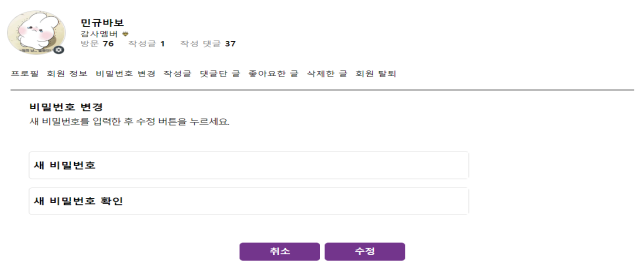 민규바보
감사멤버
방문 76 작성글 1 작성 댓글 37
프로필 회원 정보 비밀번호 변경 작성글 댓글단 글 좋아요한 글 삭제한 글 회원 탈퇴
비밀번호 변경
새 비밀번호를 입력한 후 수정 버튼을 누르세요.
새 비밀번호
새 비밀번호 확인
취소 수정